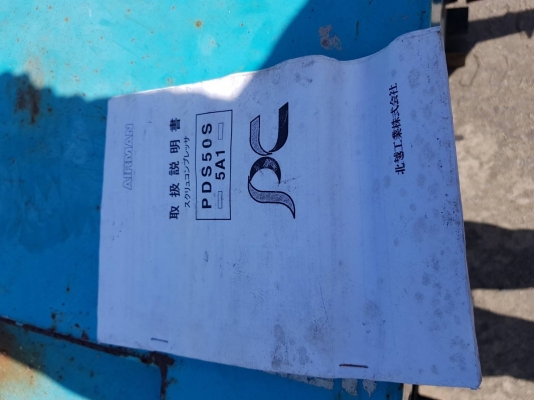 AIRMAN
取扱説明書
スクリュコンプレッサ
PDS50S
5A1
北越工業株式会社